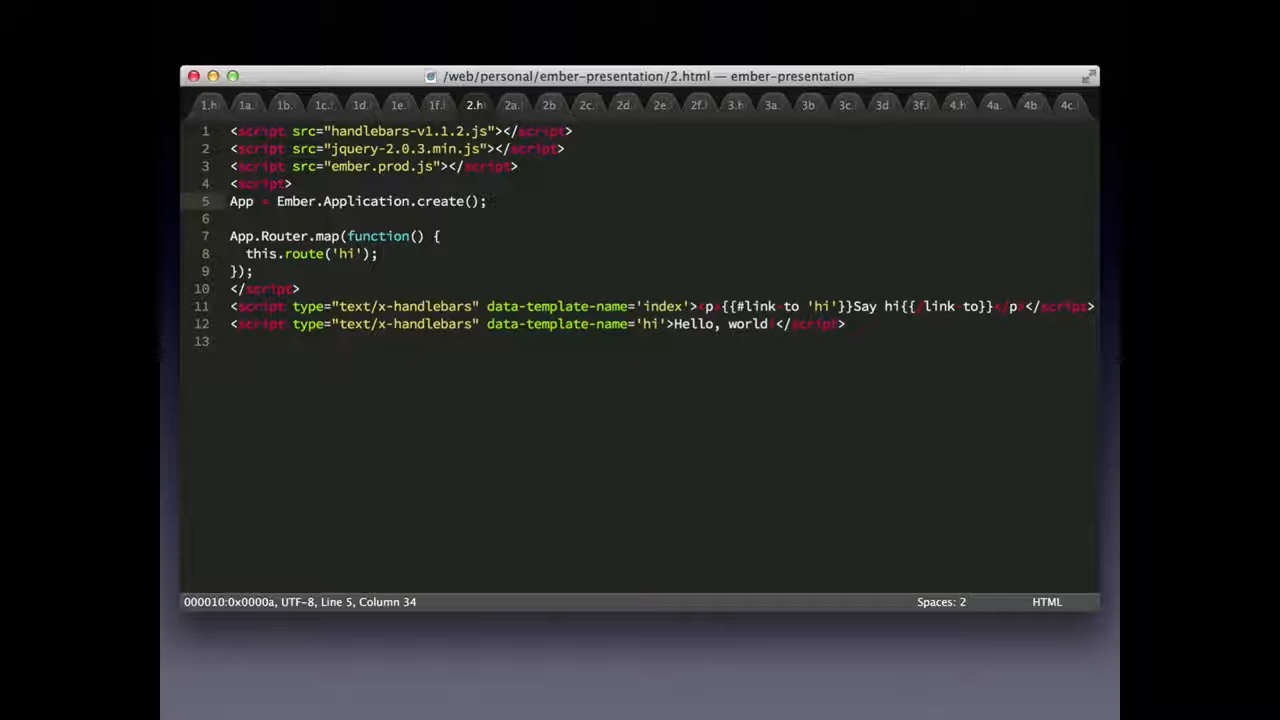 /web/personal/ember-presentation/2.html — ember-presentation
1.h 1a. 1b. 1c. 1d. 1e. 1f. 2.h 2a. 2b 2c. 2d. 2e. 2f. 3.h 3a. 3b 3c. 3d 3f. 4.h 4a. 4b 4c.
1 <script src="handlebars-v1.1.2.js"></script>
2 <script src="jquery-2.0.3.min.js"></script>
3 <script src="ember.prod.js"></script>
4 <script>
5 App = Ember.Application.create();
6
7 App.Router.map(function() {
8 this.route('hi');
9 });
10 </script>
11 <script type="text/x-handlebars" data-template-name='index'><p>{{#link-to 'hi'}}Say hi{{/link-to}}</p></script>
12 <script type="text/x-handlebars" data-template-name='hi'>Hello, world!</script>
13
000010:0x0000a, UTF-8, Line 5, Column 34 Spaces: 2 HTML